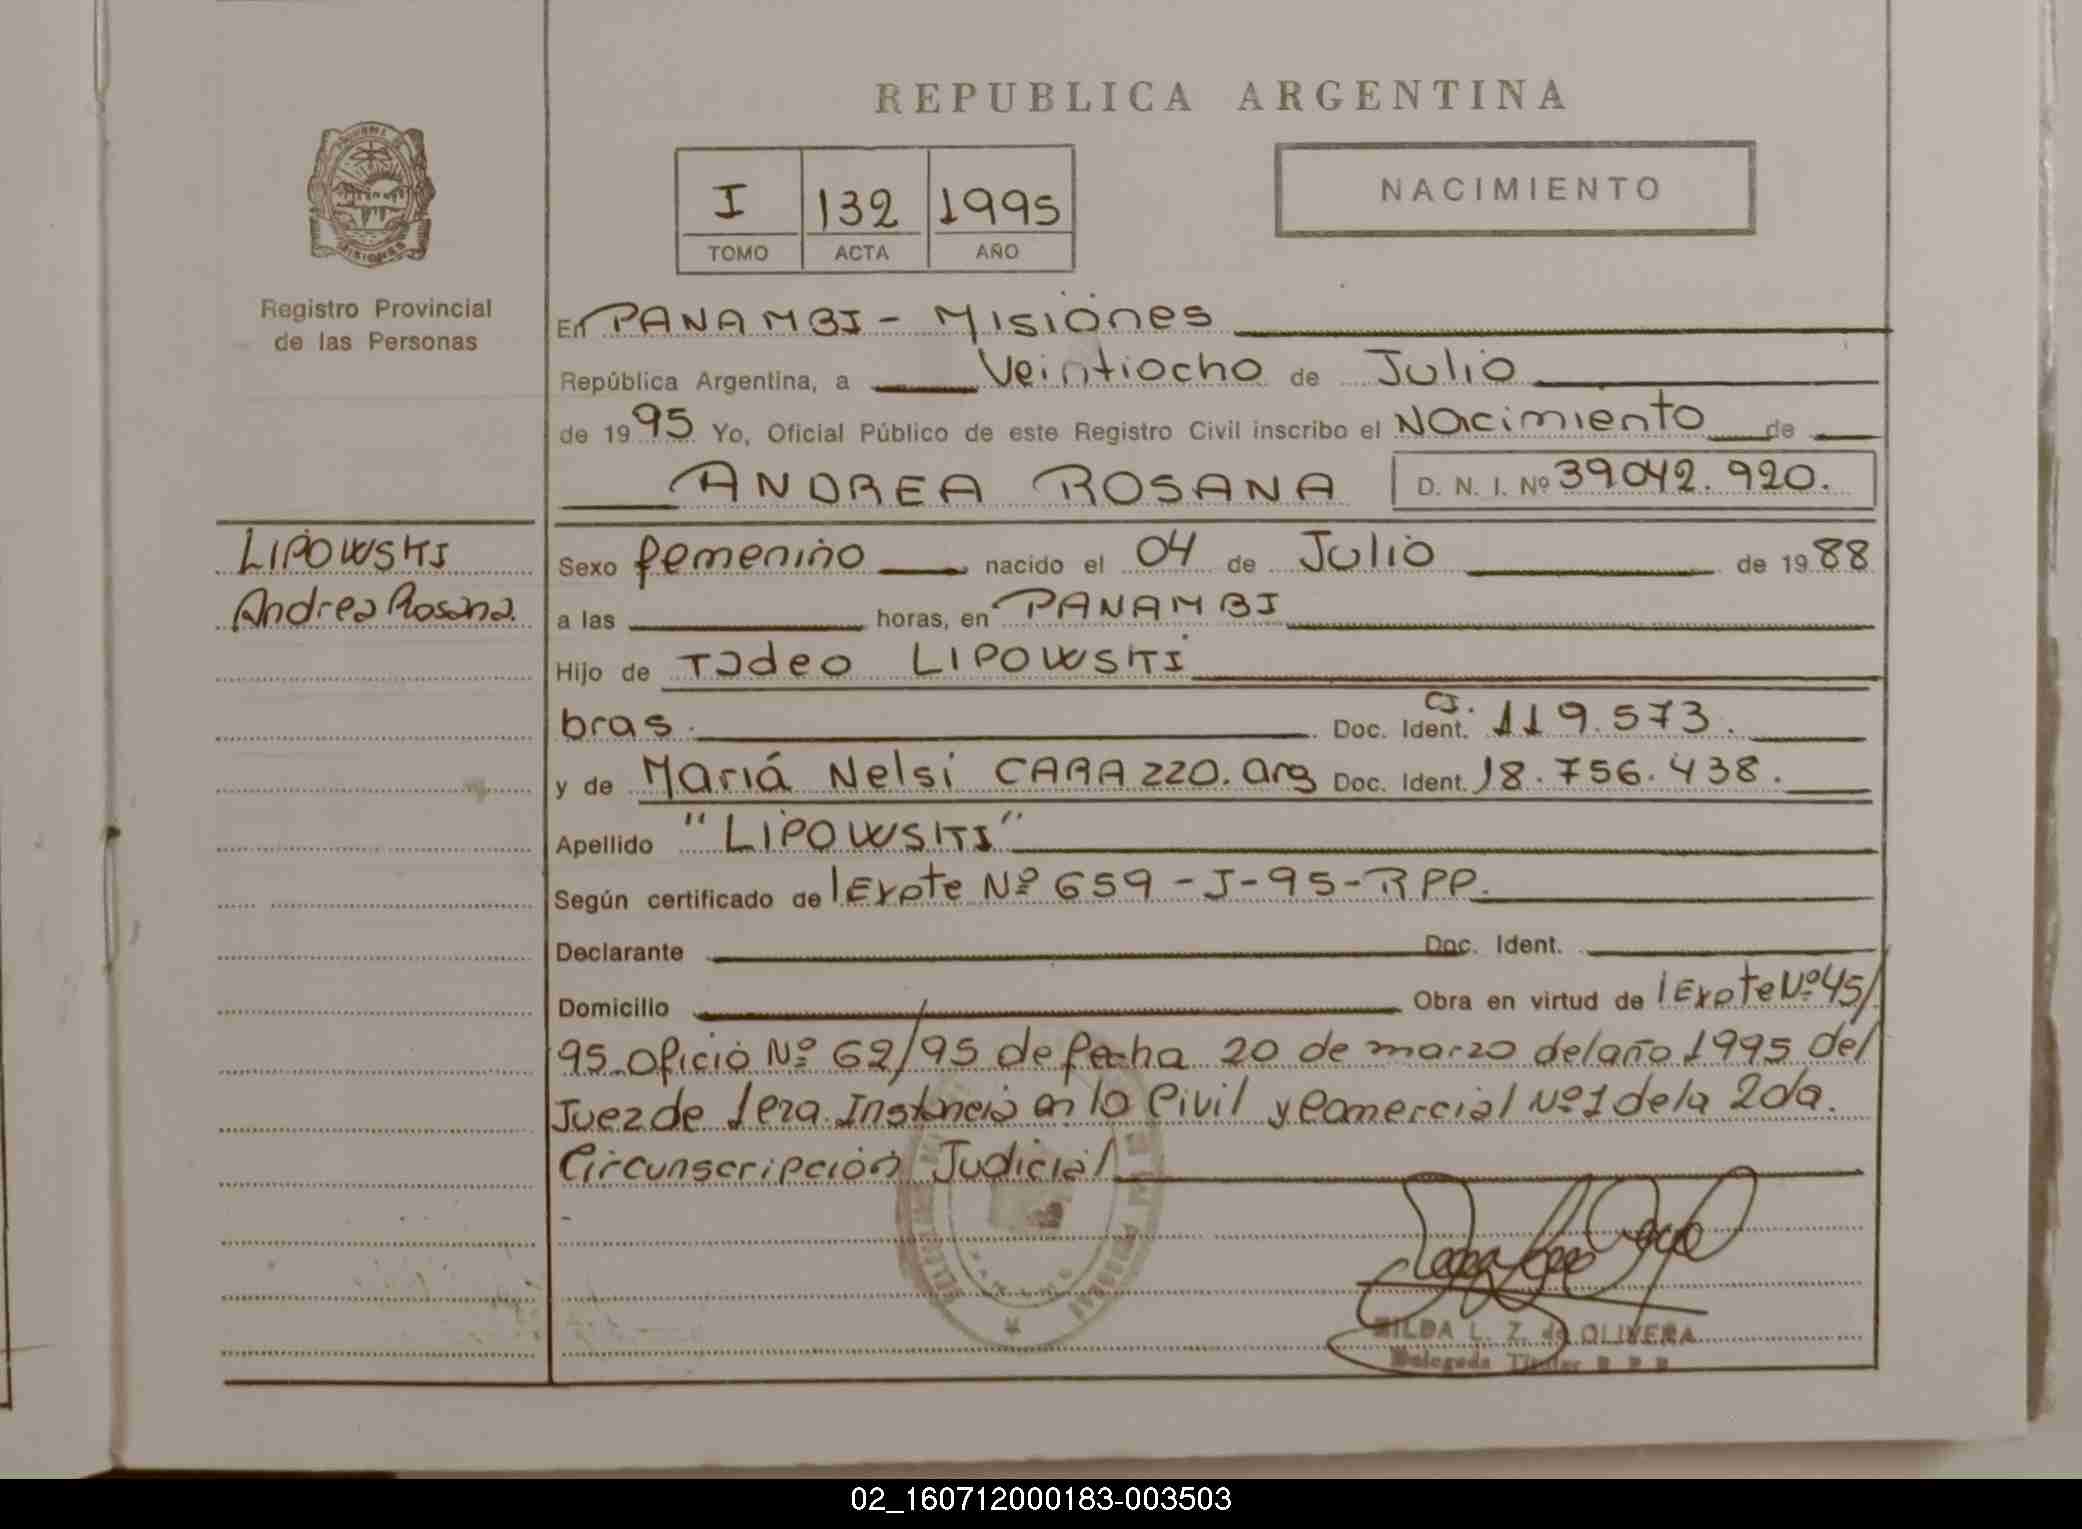 REPUBLICA ARGENTINA
I 132 1995
TOMO ACTA AÑO
NACIMIENTO
Registro Provincial
de las Personas
LIPOWSKI
Andrea Rosana.
En PANAMBI - Misiones
República Argentina, a Veintiocho de Julio
de 1995 Yo, Oficial Público de este Registro Civil inscribo el Nacimiento de
ANDREA ROSANA D. N. I. Nº 39042.920.
Sexo femenino nacido el 04 de Julio de 1988
a las horas, en PANAMBI
Hijo de Tadeo LIPOWSKI
bras. Doc. Ident. CI. 119.573.
y de Mariá Nelsi CARAZZO. arg Doc. Ident. 18.756.438.
Apellido "LIPOWSKI"
Según certificado de Expte Nº 659-J-95-RPP.
Declarante Doc. Ident.
Domicilio Obra en virtud de Expte Nº 45/
95 Oficio Nº 62/95 de fecha 20 de marzo del año 1995 del
Juez de 1era. Instancia en lo Civil y Comercial Nº 1 de la 2da.
Circunscripción Judicial
HILDA L. Z. de OLIVERA
Delegada Titular R P P
02_160712000183-003503